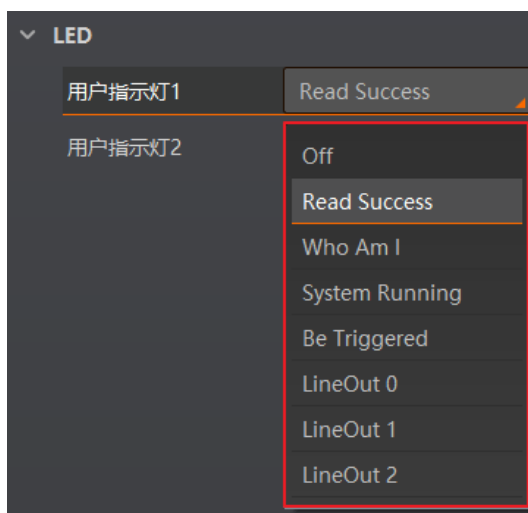 LED
用户指示灯1 Read Success
用户指示灯2
Off
Read Success
Who Am I
System Running
Be Triggered
LineOut 0
LineOut 1
LineOut 2